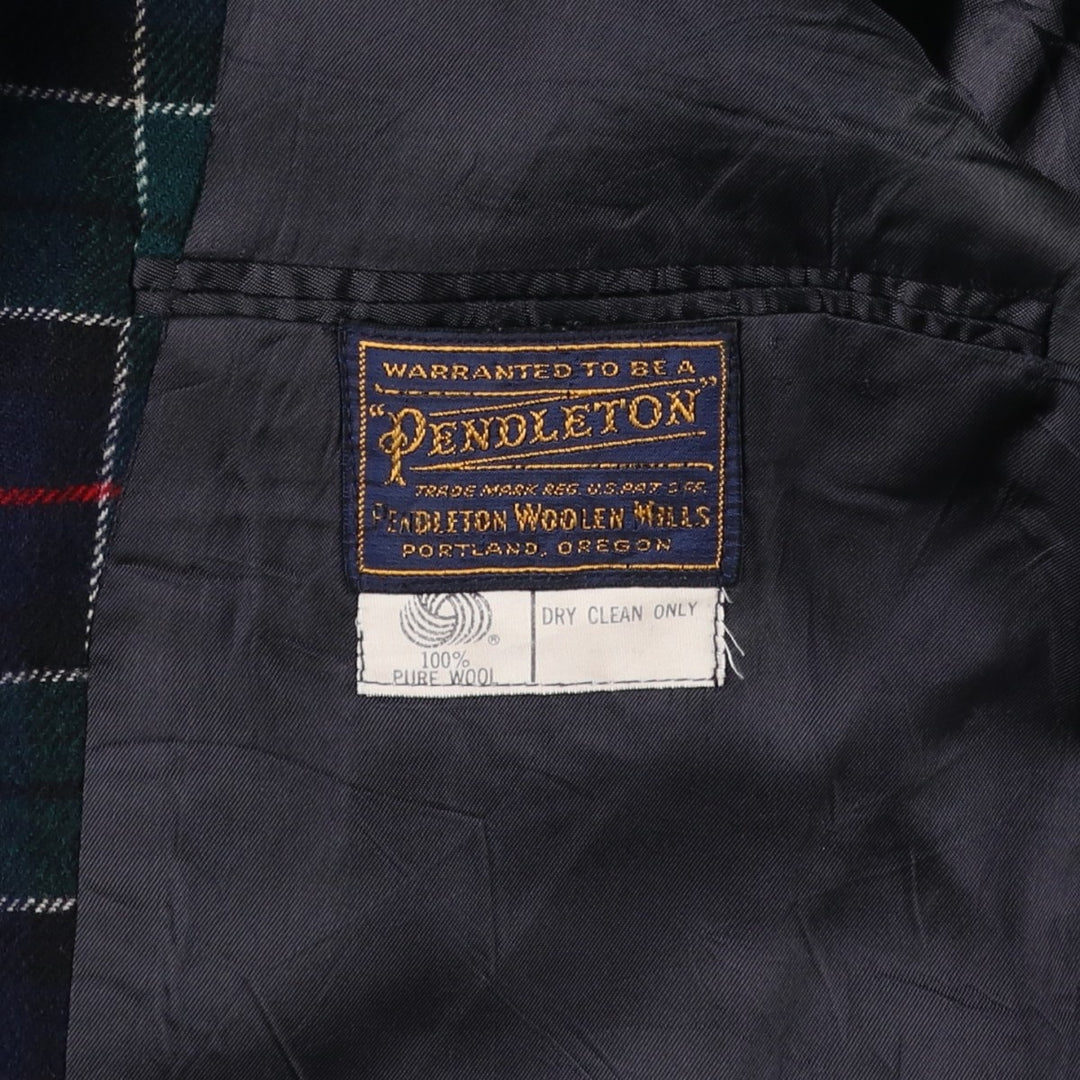 WARRANTED TO BE A
"PENDLETON"
TRADE MARK REG. U.S. PAT. OFF.
PENDLETON WOOLEN MILLS
PORTLAND, OREGON
®
100%
PURE WOOL
DRY CLEAN ONLY